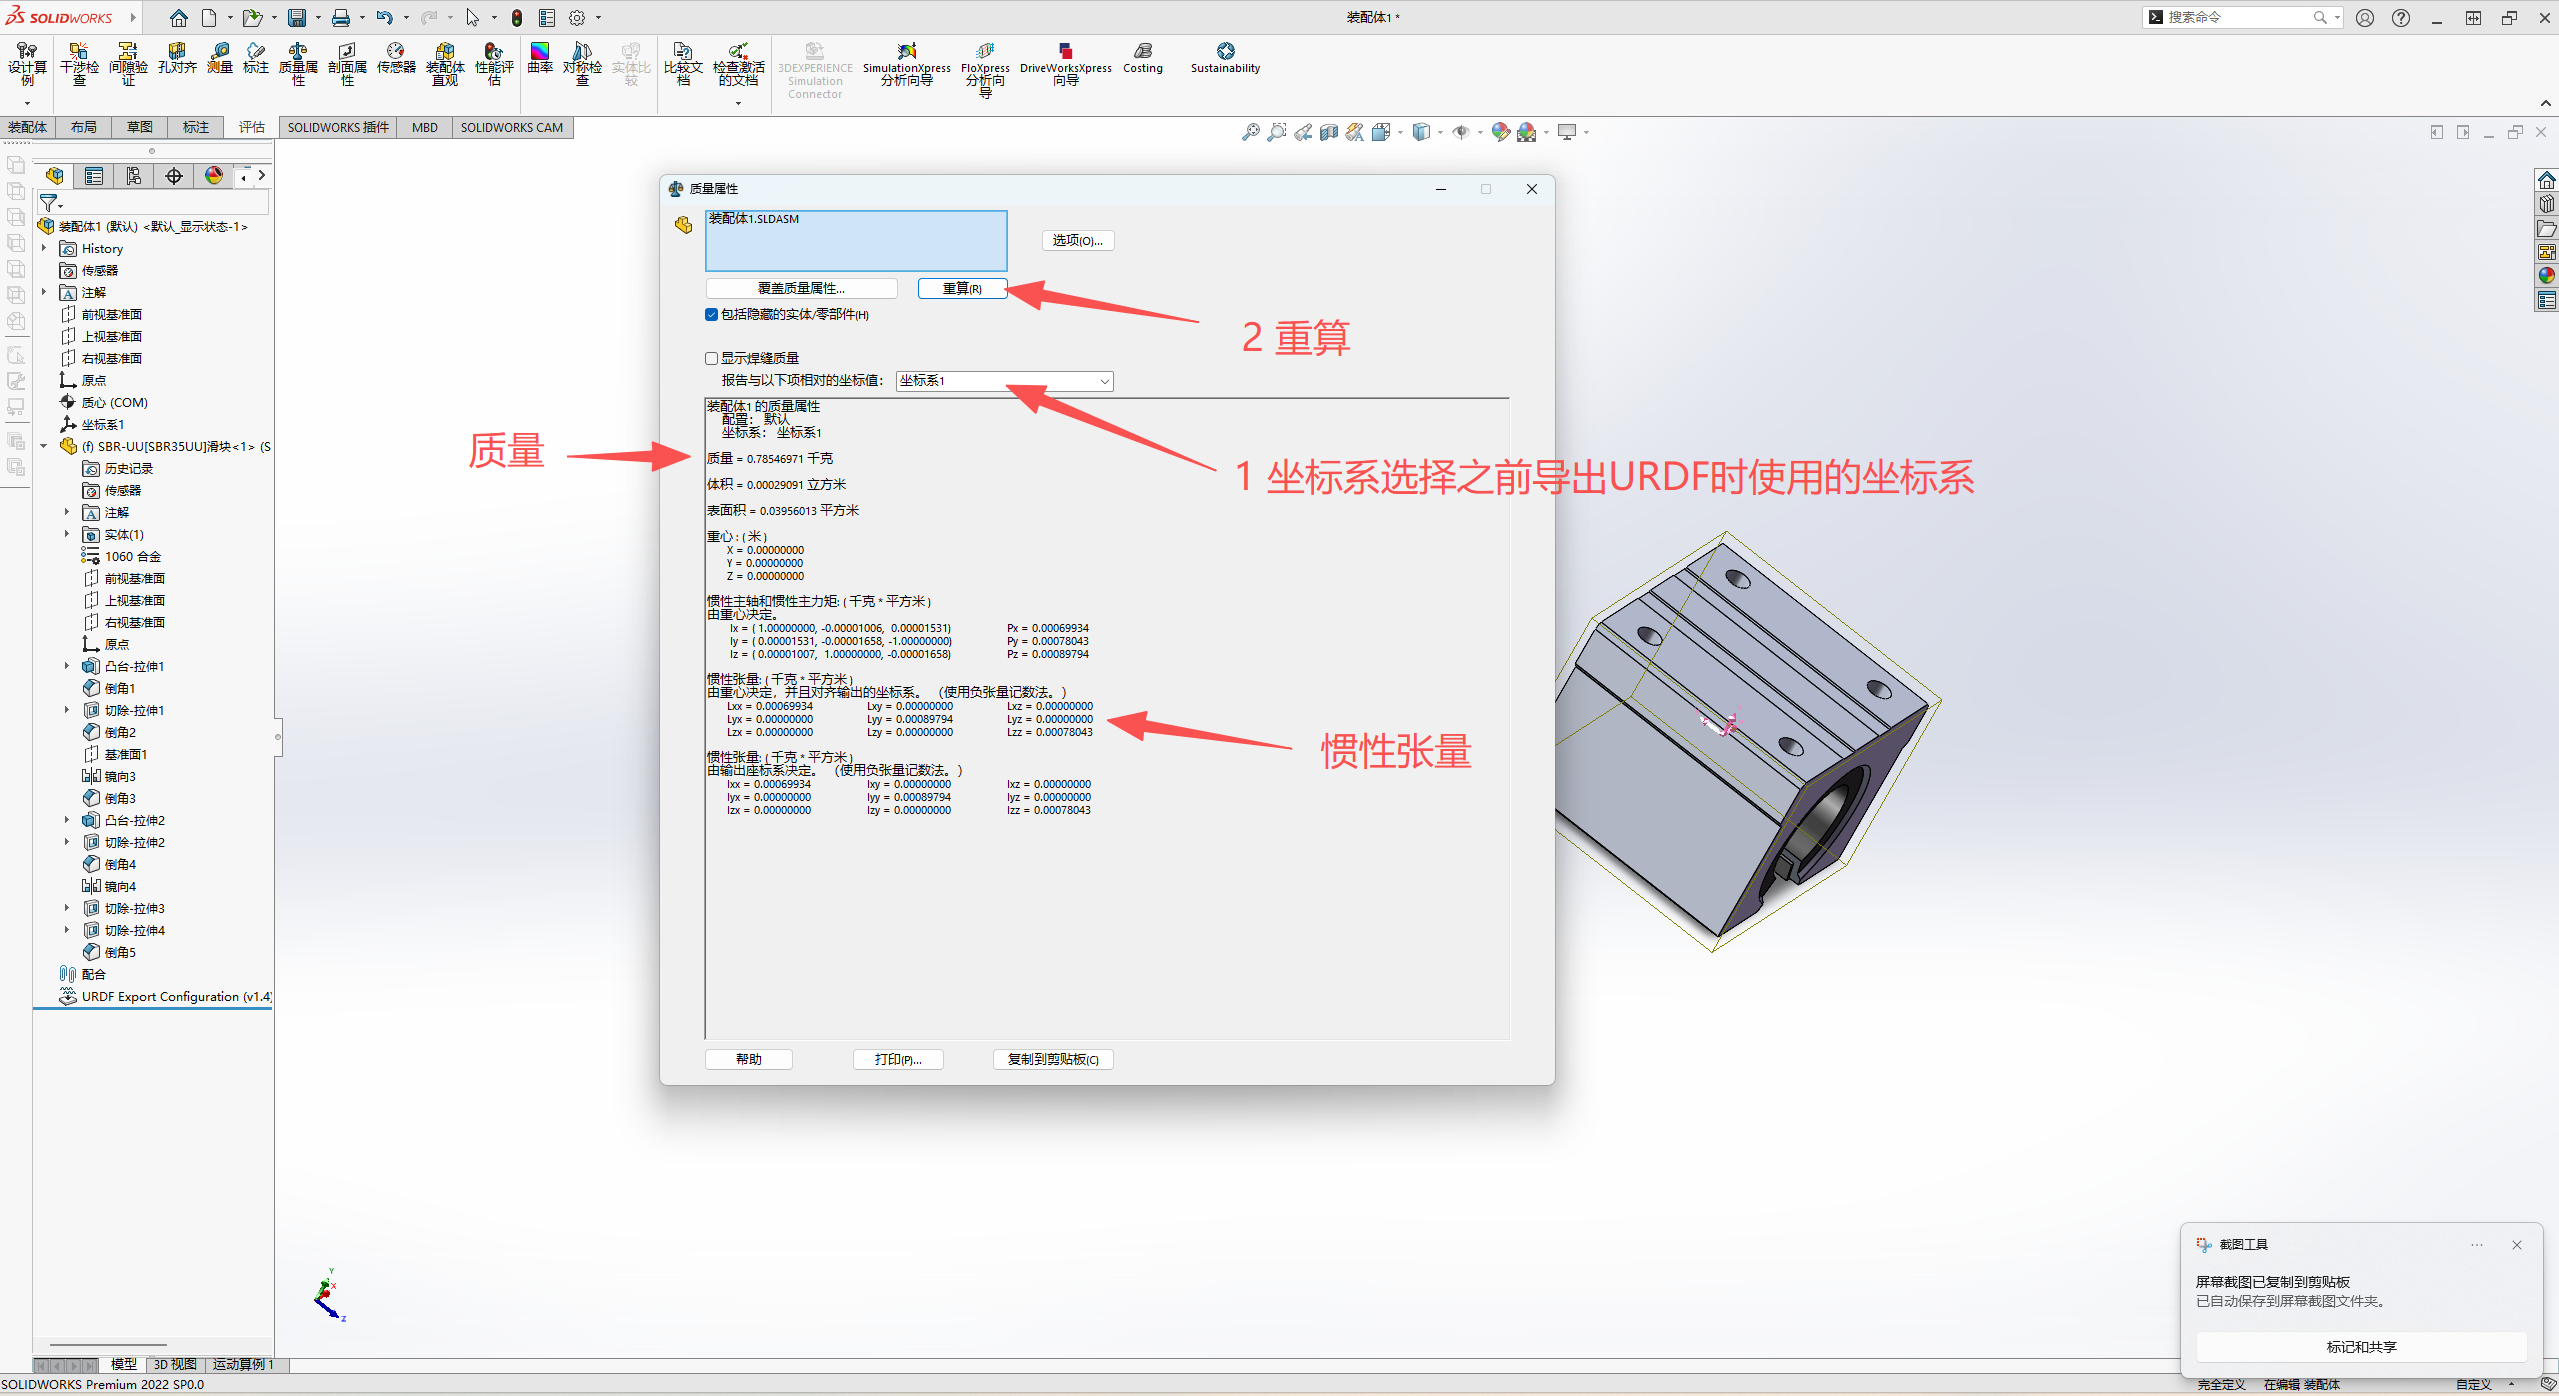 SOLIDWORKS
装配体1 *
搜索命令
设计算例
干涉检查
间隙验证
孔对齐
测量
标注
质量属性
剖面属性
传感器
装配体直观
性能评估
曲率
对称检查
实体比较
比较文档
检查激活的文档
3DEXPERIENCE Simulation Connector
SimulationXpress 分析向导
FloXpress 分析向导
DriveWorksXpress 向导
Costing
Sustainability
装配体
布局
草图
标注
评估
SOLIDWORKS 插件
MBD
SOLIDWORKS CAM
装配体1 (默认) <默认_显示状态-1>
History
传感器
注解
前视基准面
上视基准面
右视基准面
原点
质心 (COM)
坐标系1
(f) SBR-UU[SBR35UU]滑块<1> (S
历史记录
传感器
注解
实体(1)
1060 合金
前视基准面
上视基准面
右视基准面
原点
凸台-拉伸1
倒角1
切除-拉伸1
倒角2
基准面1
镜向3
倒角3
凸台-拉伸2
切除-拉伸2
倒角4
镜向4
切除-拉伸3
切除-拉伸4
倒角5
配合
URDF Export Configuration (v1.4)
质量属性
装配体1.SLDASM
选项(O)...
覆盖质量属性...
重算(R)
包括隐藏的实体/零部件(H)
2 重算
显示焊缝质量
报告与以下项相对的坐标值: 坐标系1
1 坐标系选择之前导出URDF时使用的坐标系
装配体1 的质量属性
配置: 默认
坐标系: 坐标系1
质量
质量 = 0.78546971 千克
体积 = 0.00029091 立方米
表面积 = 0.03956013 平方米
重心 : ( 米 )
X = 0.00000000
Y = 0.00000000
Z = 0.00000000
惯性主轴和惯性主力矩: ( 千克 * 平方米 )
由重心决定。
Ix = ( 1.00000000, -0.00001006, 0.00001531) Px = 0.00069934
Iy = ( 0.00001531, -0.00001658, -1.00000000) Py = 0.00078043
Iz = ( 0.00001007, 1.00000000, -0.00001658) Pz = 0.00089794
惯性张量: ( 千克 * 平方米 )
由重心决定，并且对齐输出的坐标系。 （使用负张量记数法。）
Lxx = 0.00069934 Lxy = 0.00000000 Lxz = 0.00000000
Lyx = 0.00000000 Lyy = 0.00089794 Lyz = 0.00000000
Lzx = 0.00000000 Lzy = 0.00000000 Lzz = 0.00078043
惯性张量
惯性张量: ( 千克 * 平方米 )
由输出座标系决定。 （使用负张量记数法。）
Ixx = 0.00069934 Ixy = 0.00000000 Ixz = 0.00000000
Iyx = 0.00000000 Iyy = 0.00089794 Iyz = 0.00000000
Izx = 0.00000000 Izy = 0.00000000 Izz = 0.00078043
帮助
打印(P)...
复制到剪贴板(C)
Y
X
Z
截图工具
屏幕截图已复制到剪贴板
已自动保存到屏幕截图文件夹。
标记和共享
模型
3D 视图
运动算例 1
SOLIDWORKS Premium 2022 SP0.0
完全定义
在编辑 装配体
自定义